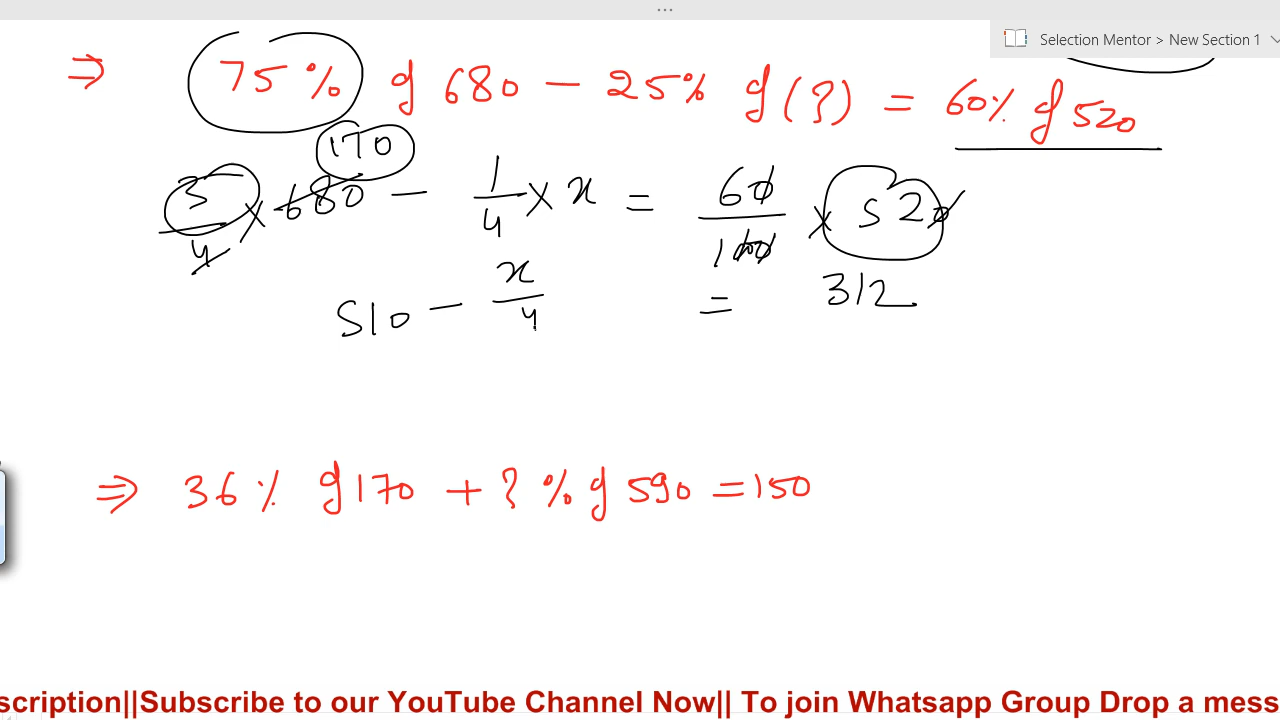 Selection Mentor > New Section 1
⇒ 75% of 680 - 25% of (?) = 60% of 520
170
3/4 × 680 - 1/4 × x = 60/100 × 520
510 - x/4 = 312
⇒ 36% of 170 + ? % of 590 = 150
scription||Subscribe to our YouTube Channel Now|| To join Whatsapp Group Drop a mess